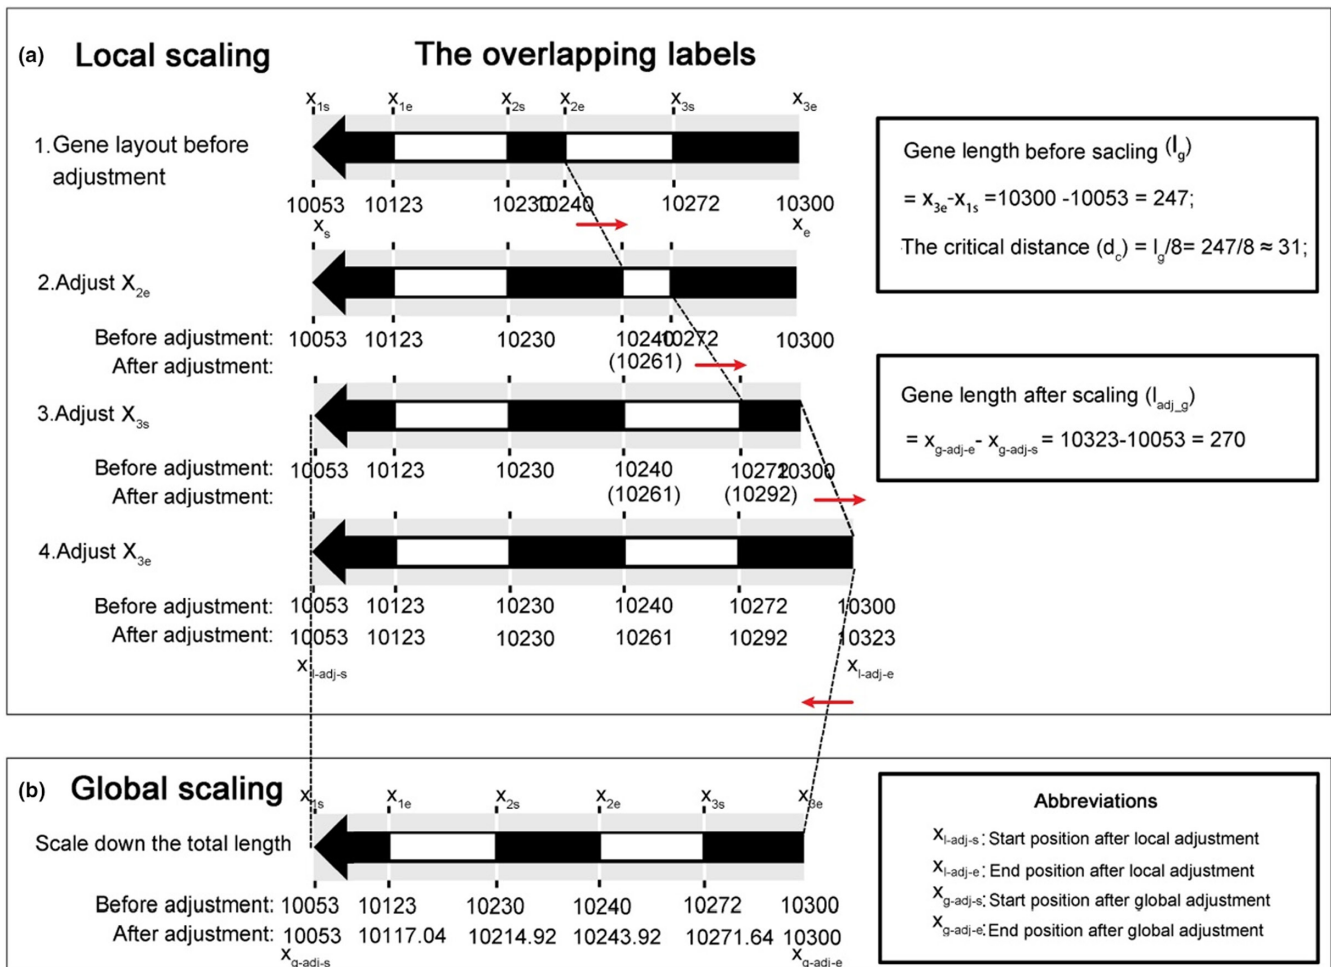 (a) Local scaling The overlapping labels
x1s x1e x2s x2e x3s x3e
1.Gene layout before
adjustment
10053 10123 10230 10240 10272 10300
xs xe
2.Adjust X2e
Before adjustment: 10053 10123 10230 10240 10272 10300
After adjustment: (10261)
3.Adjust X3s
Before adjustment: 10053 10123 10230 10240 10272 10300
After adjustment: (10261) (10292)
4.Adjust X3e
Before adjustment: 10053 10123 10230 10240 10272 10300
After adjustment: 10053 10123 10230 10261 10292 10323
xl-adj-s xl-adj-e
Gene length before sacling (lg)
= x3e-x1s =10300 -10053 = 247;
The critical distance (dc) = lg/8= 247/8 ≈ 31;
Gene length after scaling (ladj_g)
= xg-adj-e- xg-adj-s = 10323-10053 = 270
(b) Global scaling
x1s x1e x2s x2e x3s x3e
Scale down the total length
Before adjustment: 10053 10123 10230 10240 10272 10300
After adjustment: 10053 10117.04 10214.92 10243.92 10271.64 10300
xg-adj-s xg-adj-e
Abbreviations
xl-adj-s: Start position after local adjustment
xl-adj-e: End position after local adjustment
xg-adj-s: Start position after global adjustment
xg-adj-e: End position after global adjustment